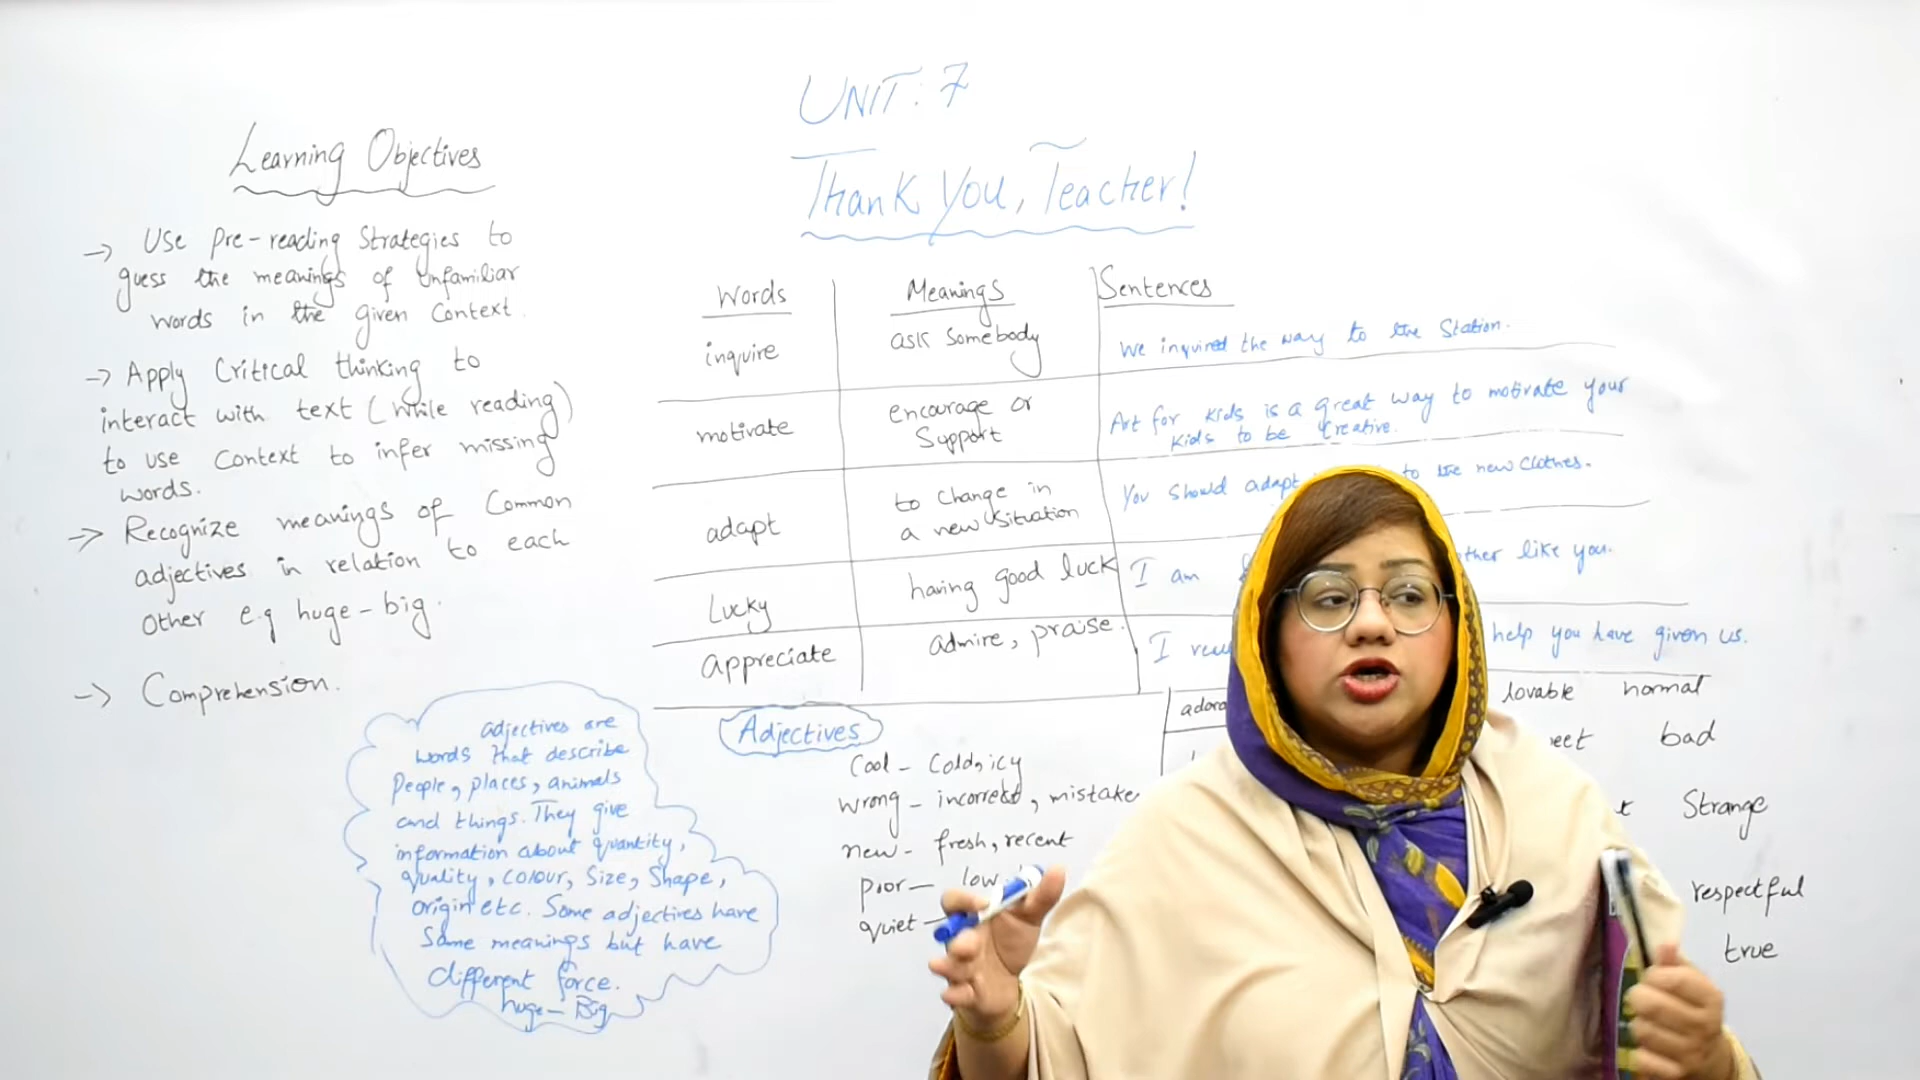 UNIT: 7
Thank You, Teacher!
Learning Objectives
-> Use Pre-reading Strategies to
guess the meanings of unfamiliar
words in the given Context.
-> Apply Critical thinking to
interact with text (while reading)
to use Context to infer missing
words.
-> Recognize meanings of Common
adjectives in relation to each
other e.g huge-big.
-> Comprehension.
Words Meanings Sentences
inquire ask somebody We inquired the way to the Station.
motivate encourage or Support Art for kids is a great way to motivate your
kids to be Creative.
adapt to change in a new situation You should adapt to the new clothes.
Lucky having good luck I am other like you.
appreciate admire, praise. I help you have given us.
adjectives are
words that describe
People, places, animals
and things. They give
information about quantity,
quality, colour, Size, Shape,
origin etc. Some adjectives have
Same meanings but have
different force.
huge - Big
Adjectives
Cool - Cold, icy
wrong - incorrect, mistake
new - fresh, recent
poor - low
quiet -
lovable normal
bad
Strange
respectful
true